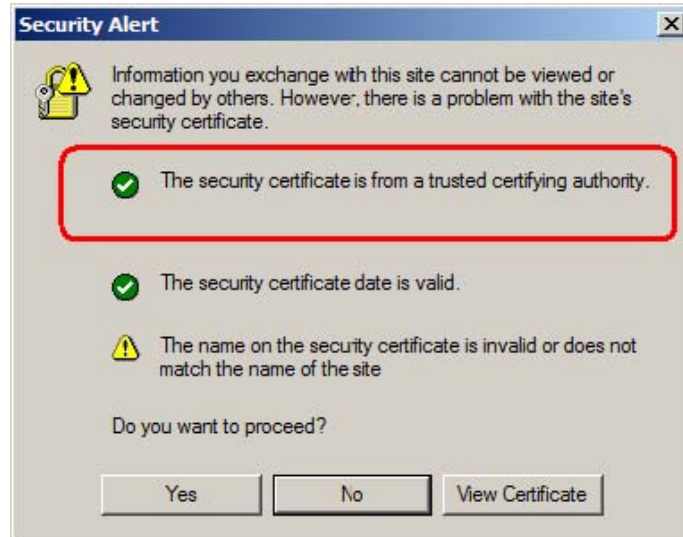 Security Alert
Information you exchange with this site cannot be viewed or
changed by others. However, there is a problem with the site's
security certificate.
The security certificate is from a trusted certifying authority.
The security certificate date is valid.
The name on the security certificate is invalid or does not
match the name of the site
Do you want to proceed?
Yes No View Certificate